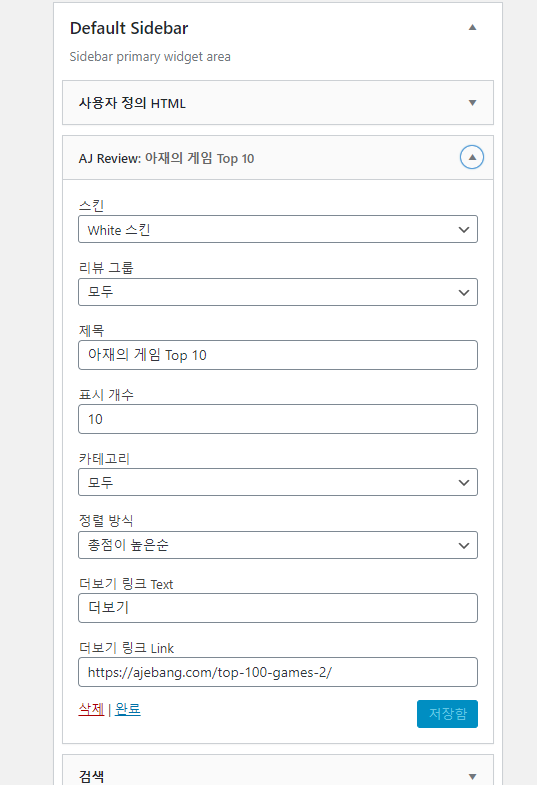 Default Sidebar
Sidebar primary widget area
사용자 정의 HTML
AJ Review: 아재의 게임 Top 10
스킨
White 스킨
리뷰 그룹
모두
제목
아재의 게임 Top 10
표시 개수
10
카테고리
모두
정렬 방식
총점이 높은순
더보기 링크 Text
더보기
더보기 링크 Link
https://ajebang.com/top-100-games-2/
삭제 | 완료
저장함
검색